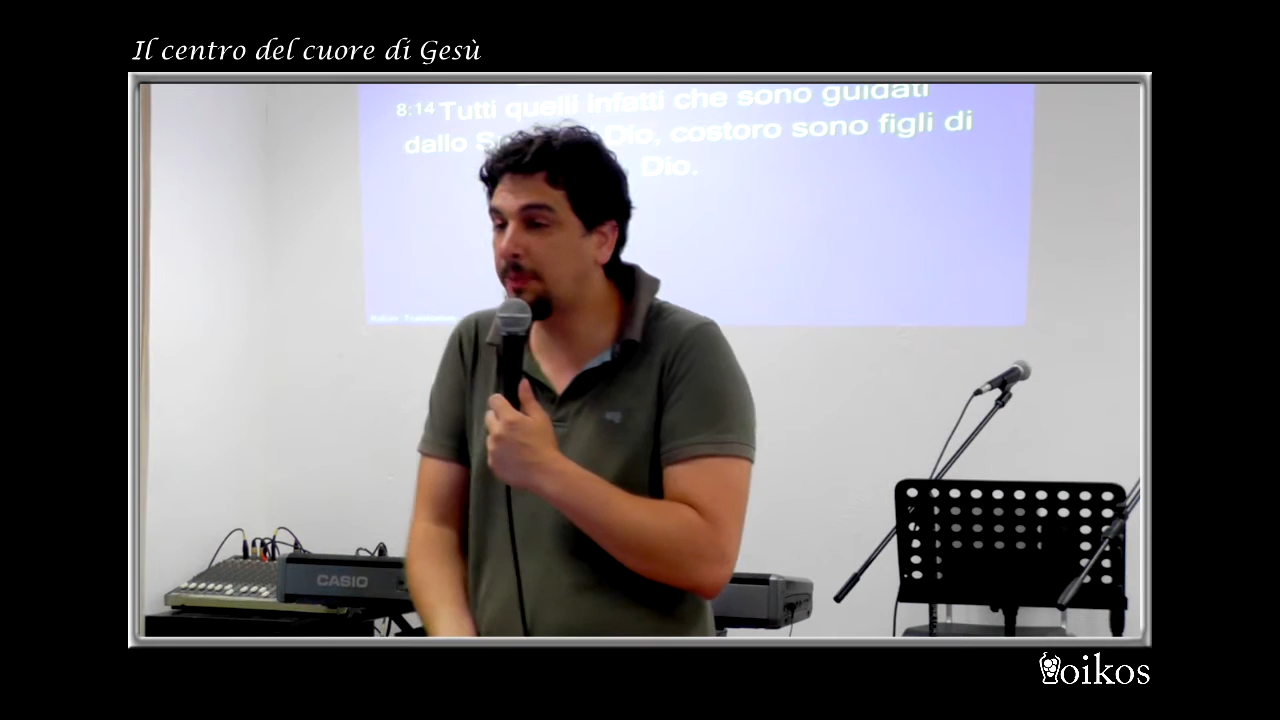 Il centro del cuore di Gesù
8:14 Tutti quelli infatti che sono guidati
dallo Dio, costoro sono figli di
Dio.
CASIO
oikos